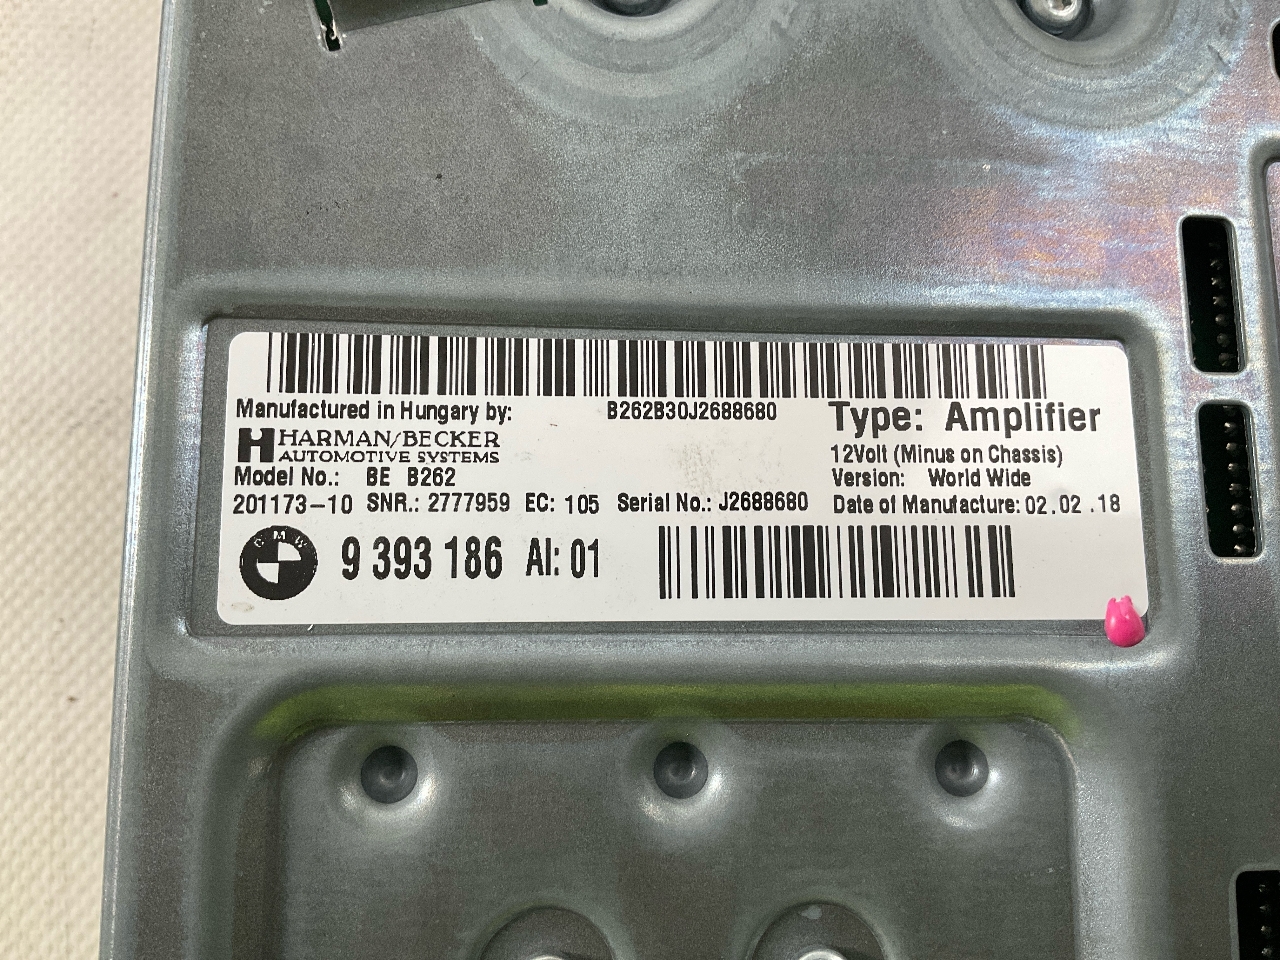 Manufactured in Hungary by:
B262B30J2688680
Type: Amplifier
HARMAN/BECKER
AUTOMOTIVE SYSTEMS
12Volt (Minus on Chassis)
Model No.: BE B262
Version: World Wide
201173-10 SNR.: 2777959 EC: 105 Serial No.: J2688680 Date of Manufacture: 02.02.18
BMW
9 393 186 AI: 01